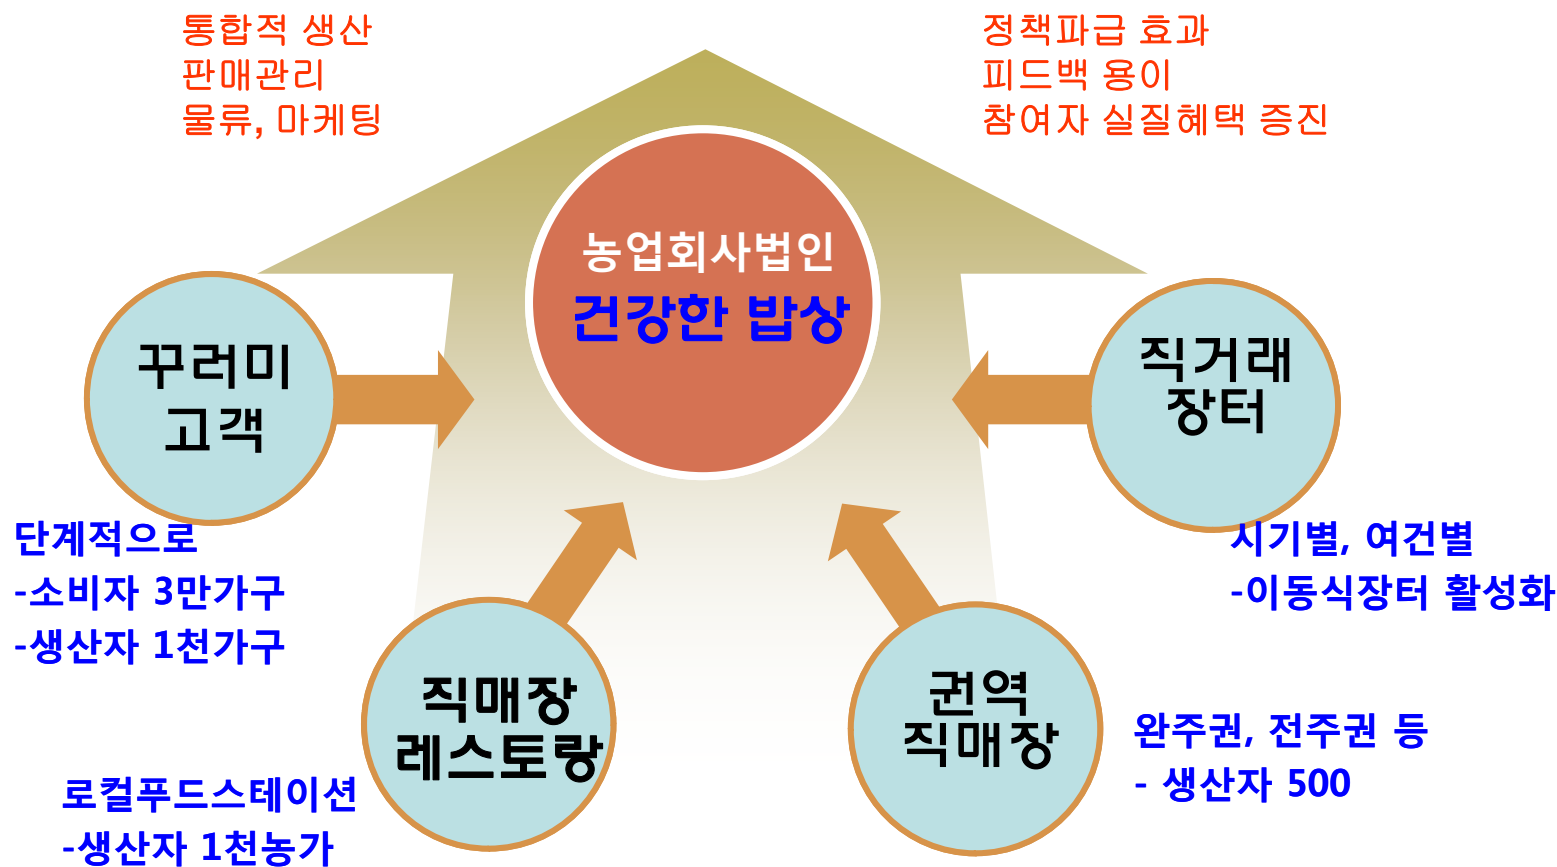 통합적 생산
판매관리
물류, 마케팅
정책파급 효과
피드백 용이
참여자 실질혜택 증진
농업회사법인
건강한 밥상
꾸러미
고객
직거래
장터
단계적으로
-소비자 3만가구
-생산자 1천가구
시기별, 여건별
-이동식장터 활성화
직매장
레스토랑
권역
직매장
로컬푸드스테이션
-생산자 1천농가
완주권, 전주권 등
- 생산자 500